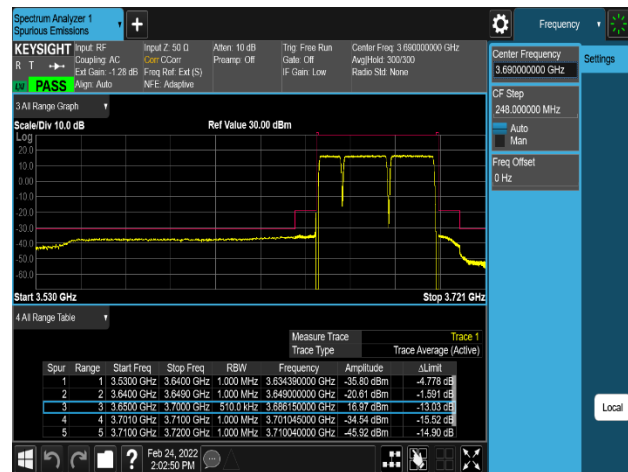 Spectrum Analyzer 1
Spurious Emissions
Frequency
KEYSIGHT
R T
LW
PASS
Input: RF
Coupling: AC
Ext Gain: -1.28 dB
Align: Auto
Input Z: 50 Ω
Corr CCorr
Freq Ref: Ext (S)
NFE: Adaptive
Atten: 10 dB
Preamp: Off
Trig: Free Run
Gate: Off
IF Gain: Low
Center Freq: 3.690000000 GHz
Avg|Hold: 300/300
Radio Std: None
Center Frequency
3.690000000 GHz
Settings
CF Step
248.000000 MHz
Auto
Man
Freq Offset
0 Hz
3 All Range Graph
Scale/Div 10.0 dB
Ref Value 30.00 dBm
Log
20.0
10.0
0.00
-10.0
-20.0
-30.0
-40.0
-50.0
-60.0
Start 3.530 GHz
Stop 3.721 GHz
4 All Range Table
Measure Trace Trace 1
Trace Type Trace Average (Active)
Spur Range Start Freq Stop Freq RBW Frequency Amplitude ΔLimit
1 1 3.5300 GHz 3.6400 GHz 1.000 MHz 3.634390000 GHz -35.80 dBm -4.778 dB
2 2 3.6400 GHz 3.6490 GHz 1.000 MHz 3.649000000 GHz -20.61 dBm -1.591 dB
3 3 3.6500 GHz 3.7000 GHz 510.0 kHz 3.686150000 GHz 16.97 dBm -13.03 dB
4 4 3.7010 GHz 3.7100 GHz 1.000 MHz 3.701045000 GHz -34.54 dBm -15.52 dB
5 5 3.7100 GHz 3.7200 GHz 1.000 MHz 3.710040000 GHz -45.92 dBm -14.90 dB
Local
?
Feb 24, 2022
2:02:50 PM